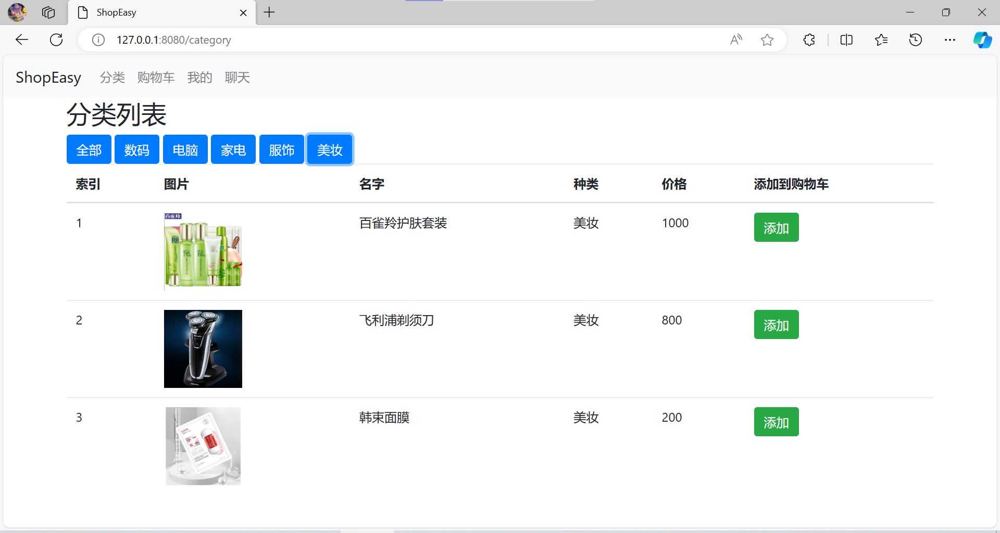 ShopEasy
127.0.0.1:8080/category
ShopEasy 分类 购物车 我的 聊天
分类列表
全部 数码 电脑 家电 服饰 美妆
索引 图片 名字 种类 价格 添加到购物车
1 百雀羚护肤套装 美妆 1000 添加
百雀羚
2 飞利浦剃须刀 美妆 800 添加
3 韩束面膜 美妆 200 添加